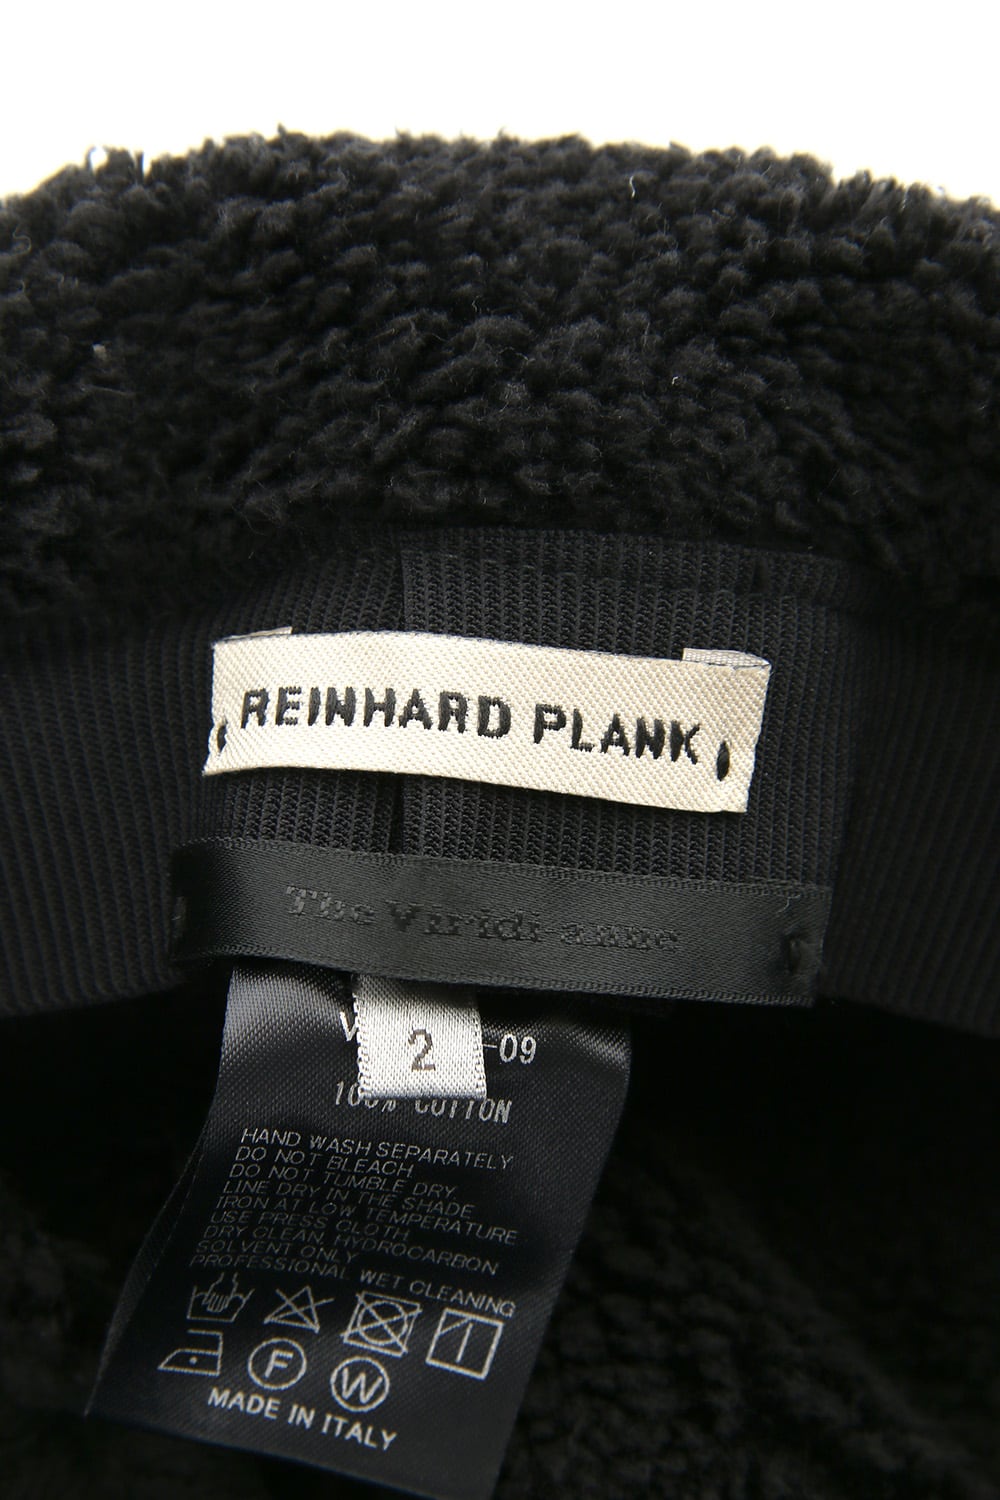 REINHARD PLANK
The Viridi-anne
2
-09
100% COTTON
HAND WASH SEPARATELY
DO NOT BLEACH
DO NOT TUMBLE DRY
LINE DRY IN THE SHADE
IRON AT LOW TEMPERATURE
USE PRESS CLOTH
DRY CLEAN, HYDROCARBON
SOLVENT ONLY
PROFESSIONAL WET CLEANING
F W
MADE IN ITALY